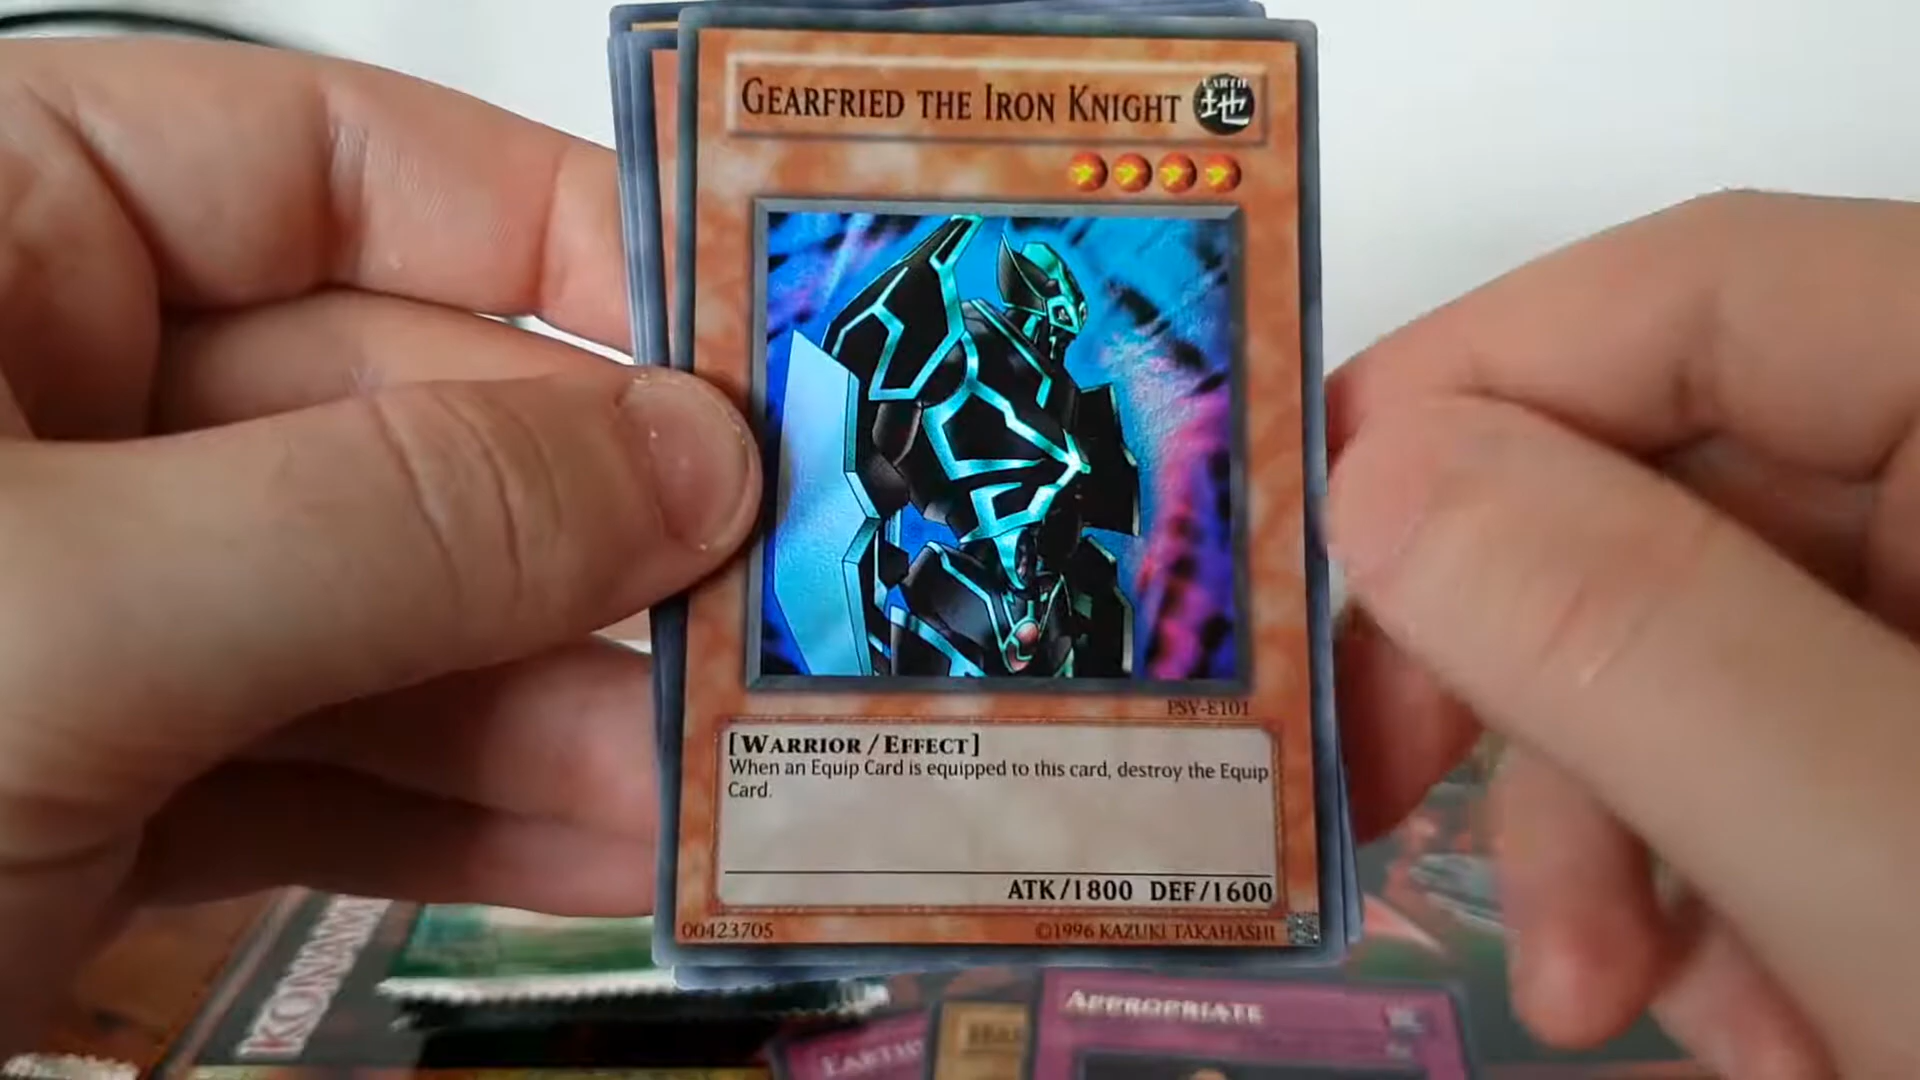 GEARFRIED THE IRON KNIGHT
EARTH
地
PSV-E101
[WARRIOR / EFFECT]
When an Equip Card is equipped to this card, destroy the Equip
Card.
ATK/1800 DEF/1600
00423705
©1996 KAZUKI TAKAHASHI
KONAMI
APPROPRIATE